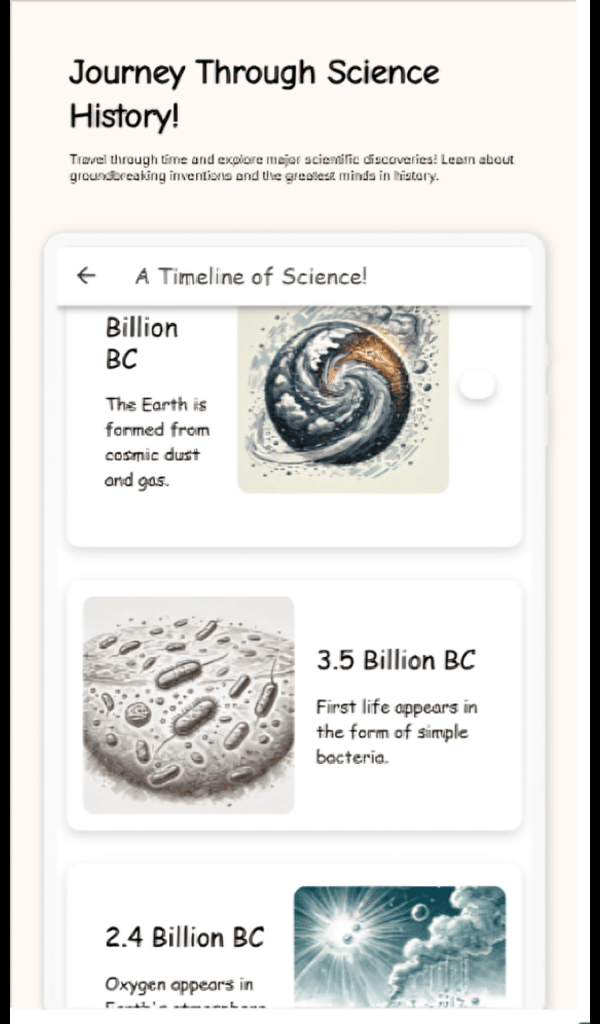 Journey Through Science
History!
Travel through time and explore major scientific discoveries! Learn about
groundbreaking inventions and the greatest minds in history.
A Timeline of Science!
Billion
BC
The Earth is
formed from
cosmic dust
and gas.
3.5 Billion BC
First life appears in
the form of simple
bacteria.
2.4 Billion BC
Oxygen appears in
Earth's atmosphere